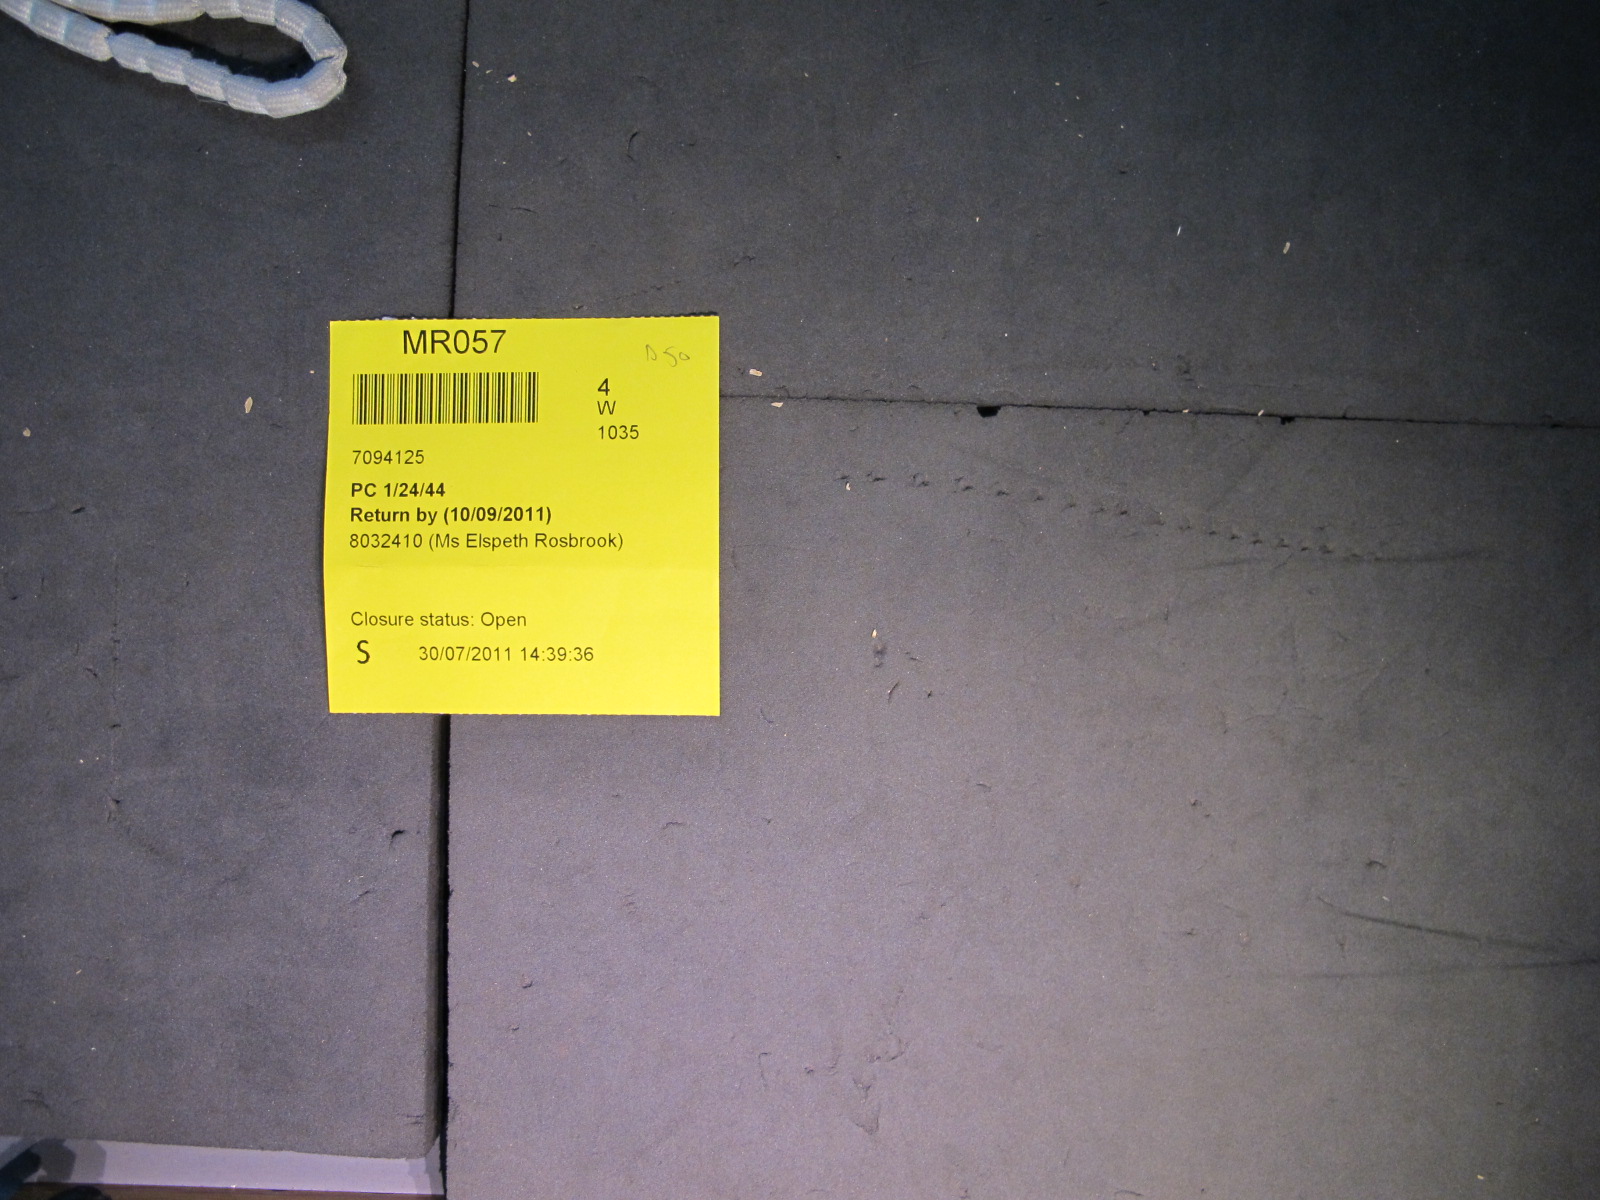 MR057
D 50
4
W
1035
7094125
PC 1/24/44
Return by (10/09/2011)
8032410 (Ms Elspeth Rosbrook)
Closure status: Open
S 30/07/2011 14:39:36